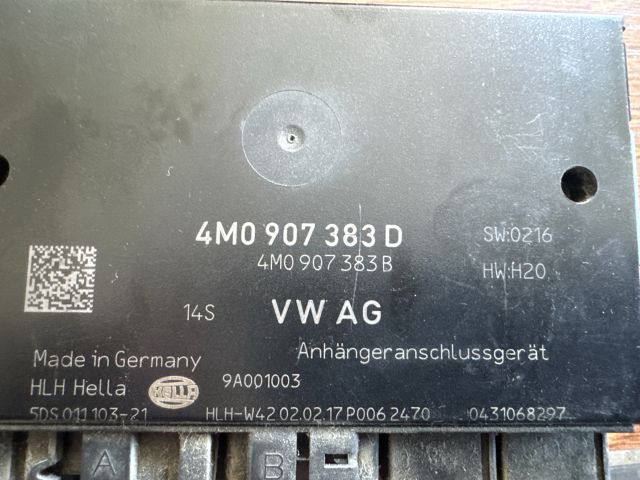 4M0 907 383 D
SW:0216
4M0 907 383 B
HW:H20
14S
VW AG
Made in Germany
Anhängeranschlussgerät
HLH Hella
HELLA
9A001003
5DS 011 103-21
HLH-W42 02.02.17 P006 2470
0431068297
A
B